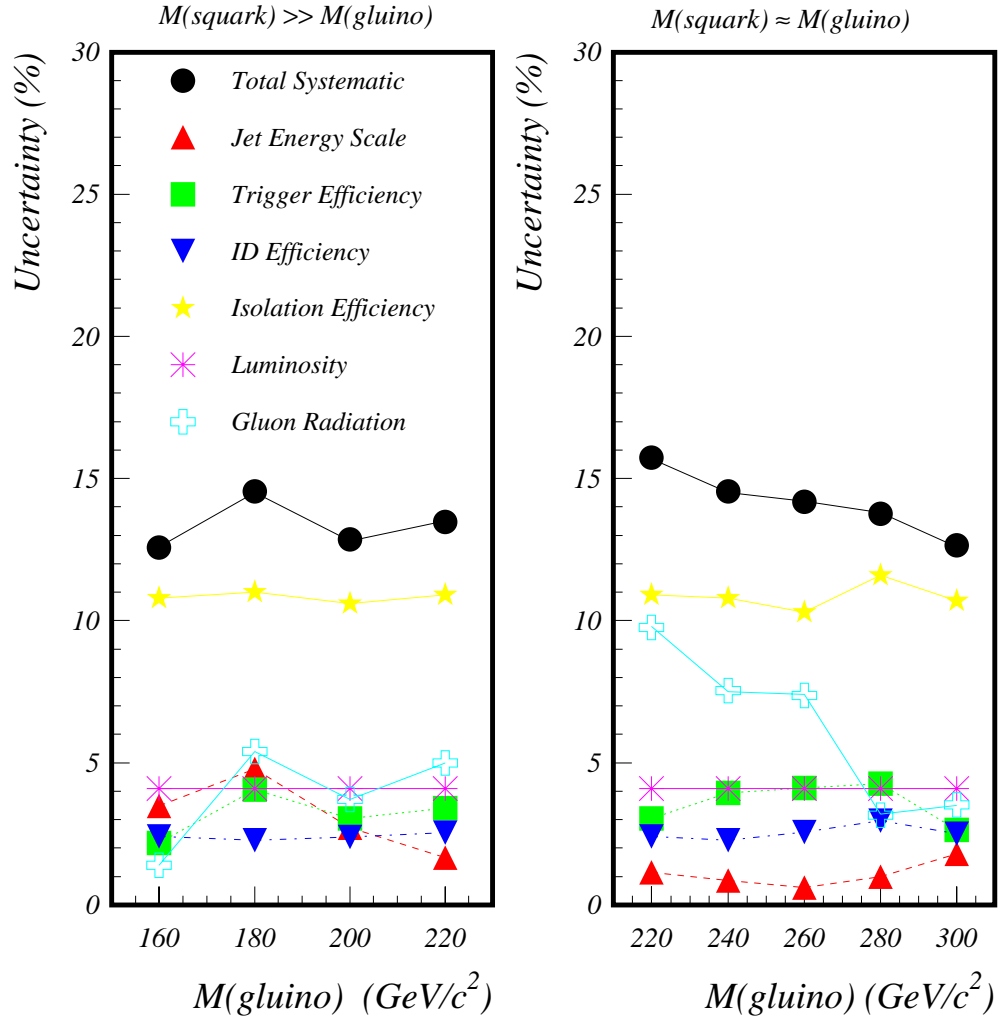 M(squark) >> M(gluino)
Uncertainty (%)
30
25
20
15
10
5
0
Total Systematic
Jet Energy Scale
Trigger Efficiency
ID Efficiency
Isolation Efficiency
Luminosity
Gluon Radiation
160 180 200 220
M(gluino) (GeV/c²)
M(squark) ≈ M(gluino)
Uncertainty (%)
30
25
20
15
10
5
0
220 240 260 280 300
M(gluino) (GeV/c²)